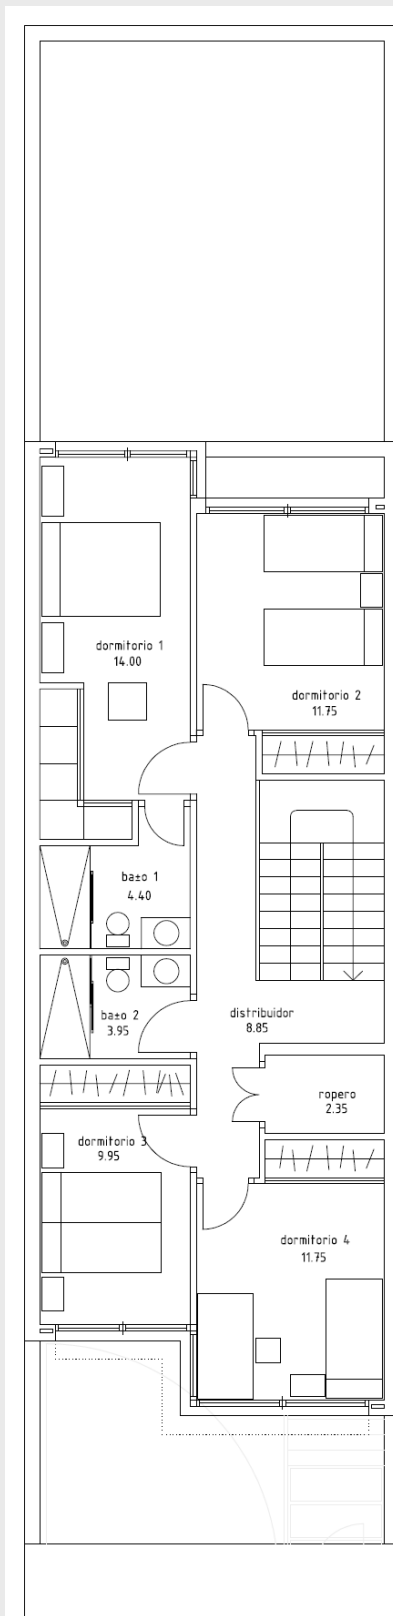 dormitorio 1
14.00
dormitorio 2
11.75
ba±o 1
4.40
ba±o 2
3.95
distribuidor
8.85
ropero
2.35
dormitorio 3
9.95
dormitorio 4
11.75